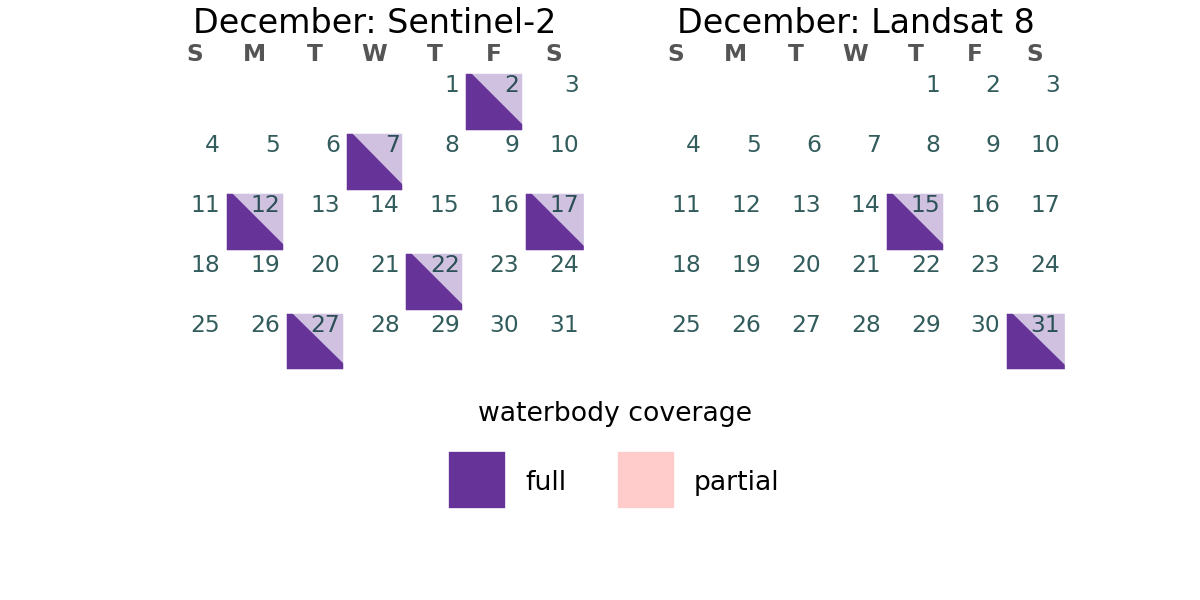 December: Sentinel-2
S M T W T F S
1 2 3
4 5 6 7 8 9 10
11 12 13 14 15 16 17
18 19 20 21 22 23 24
25 26 27 28 29 30 31
December: Landsat 8
S M T W T F S
1 2 3
4 5 6 7 8 9 10
11 12 13 14 15 16 17
18 19 20 21 22 23 24
25 26 27 28 29 30 31
waterbody coverage
full partial